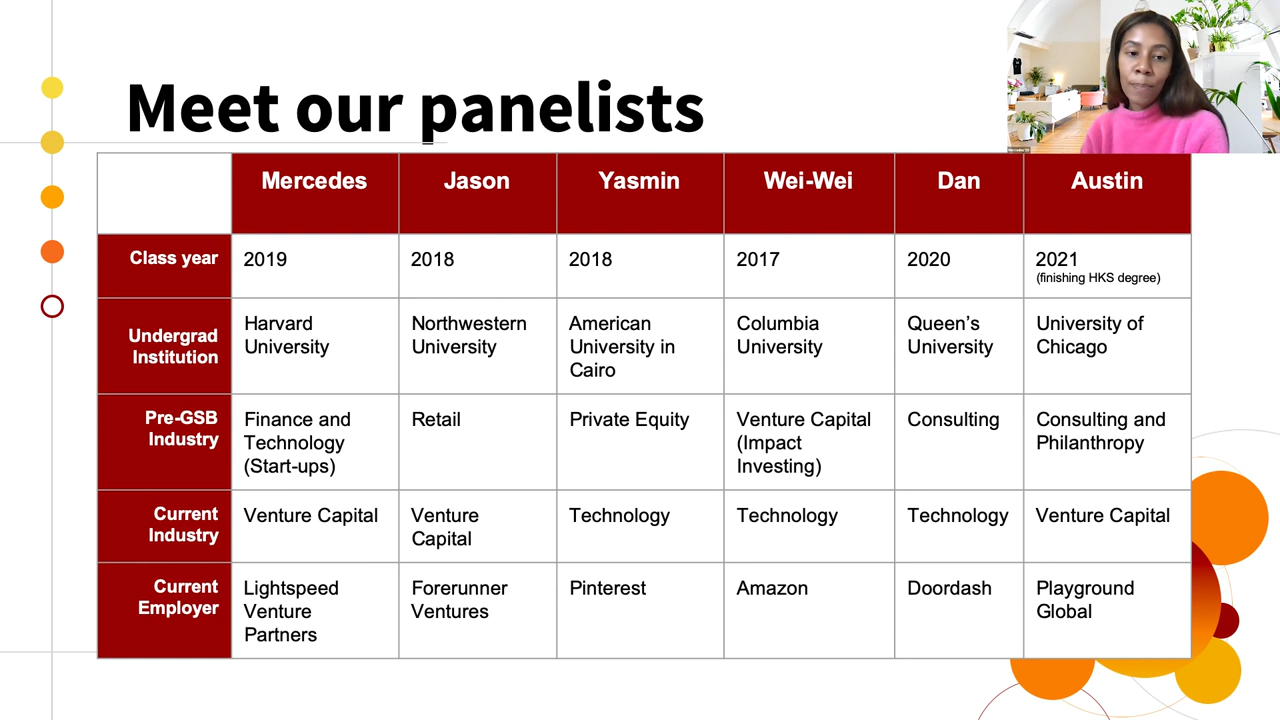 Meet our panelists
Mercedes
Jason
Yasmin
Wei-Wei
Dan
Austin
Class year
2019
2018
2018
2017
2020
2021
(finishing HKS degree)
Undergrad
Institution
Harvard
University
Northwestern
University
American
University in
Cairo
Columbia
University
Queen’s
University
University of
Chicago
Pre-GSB
Industry
Finance and
Technology
(Start-ups)
Retail
Private Equity
Venture Capital
(Impact
Investing)
Consulting
Consulting and
Philanthropy
Current
Industry
Venture Capital
Venture
Capital
Technology
Technology
Technology
Venture Capital
Current
Employer
Lightspeed
Venture
Partners
Forerunner
Ventures
Pinterest
Amazon
Doordash
Playground
Global